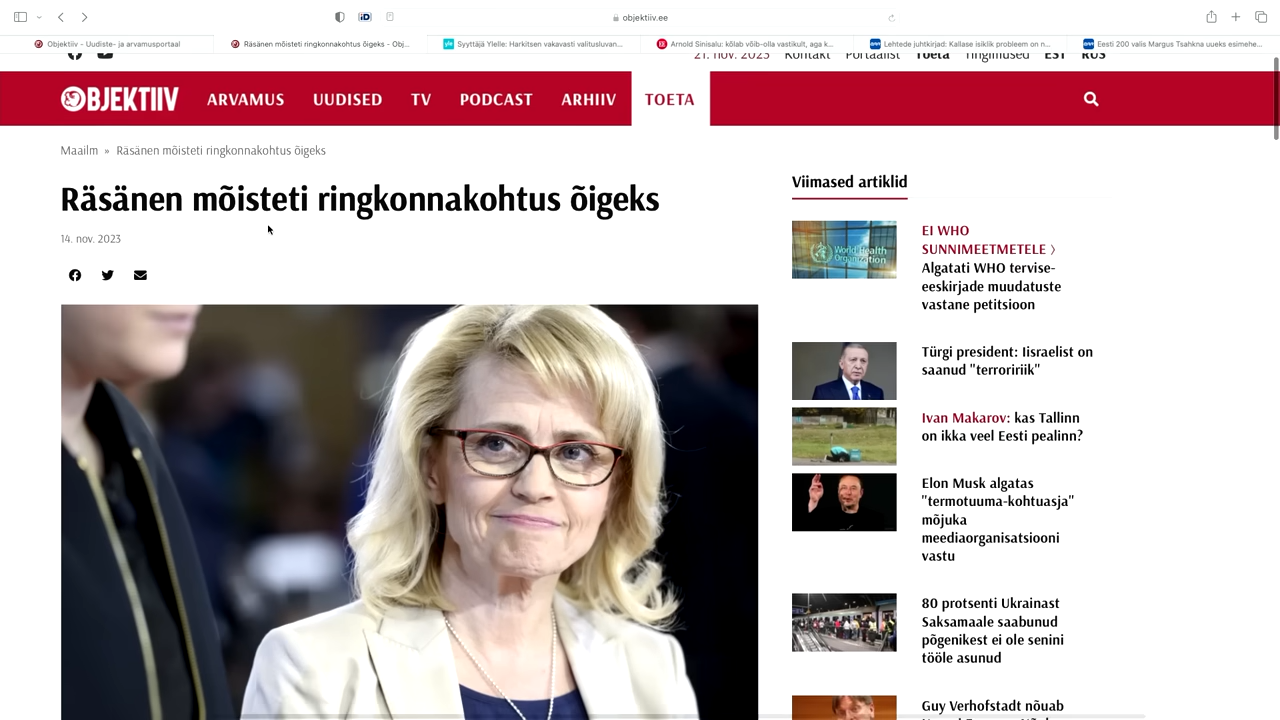 objektiiv.ee
Objektiiv - Uudiste- ja arvamusportaal
Räsänen mõisteti ringkonnakohtus õigeks - Obj...
Syyttäjä Ylelle: Harkitsen vakavasti valitusluvan...
Arnold Sinisalu: kõlab võib-olla vastikult, aga k...
Lehtede juhtkirjad: Kallase isiklik probleem on n...
Eesti 200 valis Margus Tsahkna uueks esimehe...
21. nov. 2023 Kontakt Portaalist Toeta Tingimused EST RUS
OBJEKTIIV ARVAMUS UUDISED TV PODCAST ARHIIV TOETA
Maailm » Räsänen mõisteti ringkonnakohtus õigeks
Räsänen mõisteti ringkonnakohtus õigeks
14. nov. 2023
Viimased artiklid
World Health
Organization
EI WHO
SUNNIMEETMETELE 〉
Algatati WHO tervise-
eeskirjade muudatuste
vastane petitsioon
Türgi president: Iisraelist on
saanud "terroririik"
Ivan Makarov: kas Tallinn
on ikka veel Eesti pealinn?
Elon Musk algatas
"termotuuma-kohtuasja"
mõjuka
meediaorganisatsiooni
vastu
80 protsenti Ukrainast
Saksamaale saabunud
põgenikest ei ole senini
tööle asunud
Guy Verhofstadt nõuab